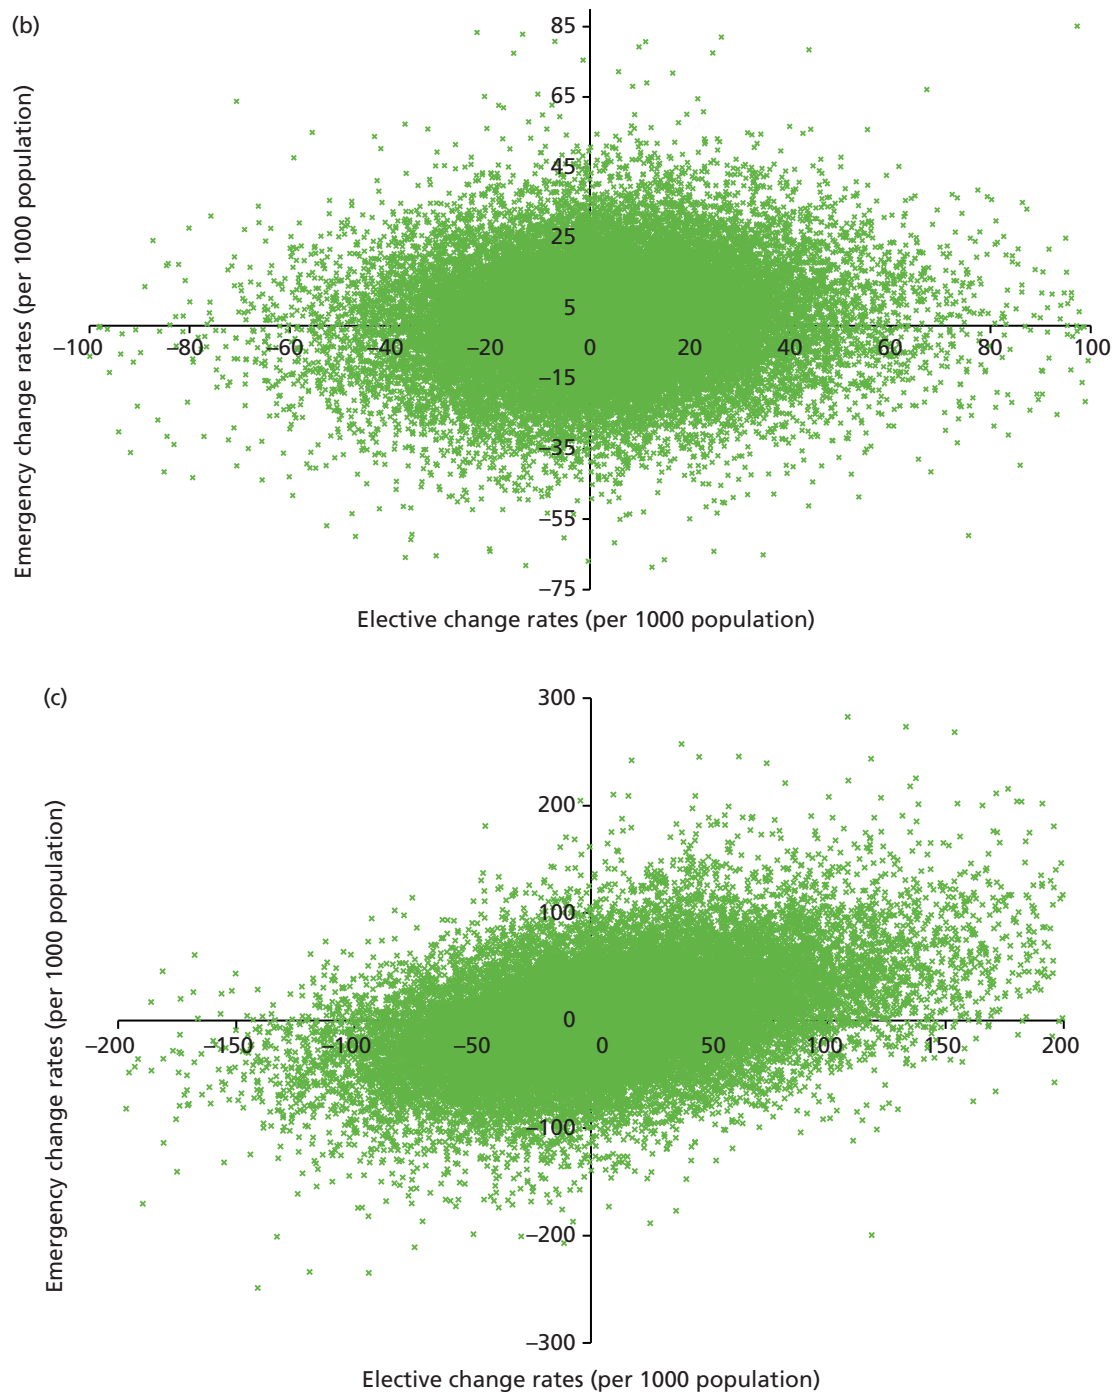 (b)
85
65
45
25
5
−15
−35
−55
−75
−100 −80 −60 −40 −20 0 20 40 60 80 100
Emergency change rates (per 1000 population)
Elective change rates (per 1000 population)
(c)
300
200
100
0
−100
−200
−300
−200 −150 −100 −50 0 50 100 150 200
Emergency change rates (per 1000 population)
Elective change rates (per 1000 population)